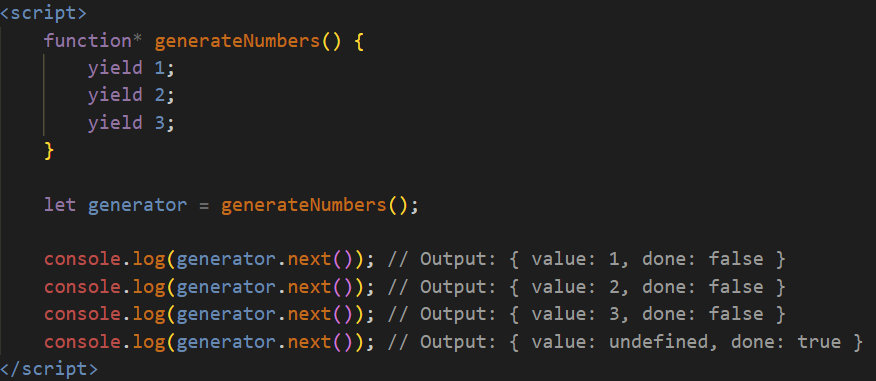 <script>
function* generateNumbers() {
yield 1;
yield 2;
yield 3;
}
let generator = generateNumbers();
console.log(generator.next()); // Output: { value: 1, done: false }
console.log(generator.next()); // Output: { value: 2, done: false }
console.log(generator.next()); // Output: { value: 3, done: false }
console.log(generator.next()); // Output: { value: undefined, done: true }
</script>